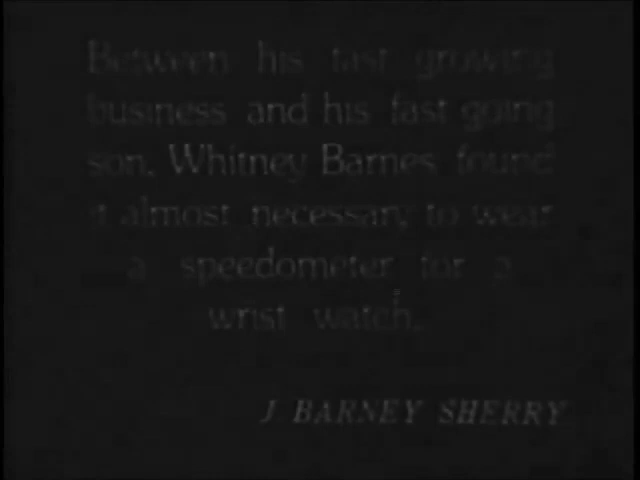 Between his fast growing
business and his fast going
son, Whitney Barnes found
it almost necessary to wear
a speedometer for a
wrist watch.
J. BARNEY SHERRY